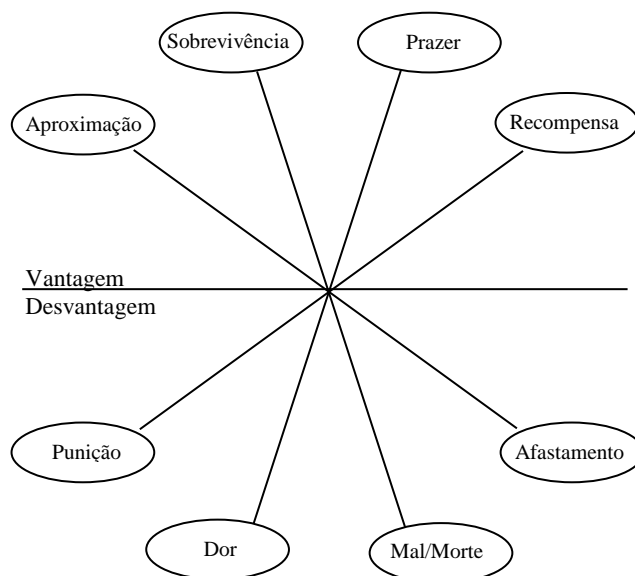 Sobrevivência
Prazer
Aproximação
Recompensa
Vantagem
Desvantagem
Punição
Afastamento
Dor
Mal/Morte